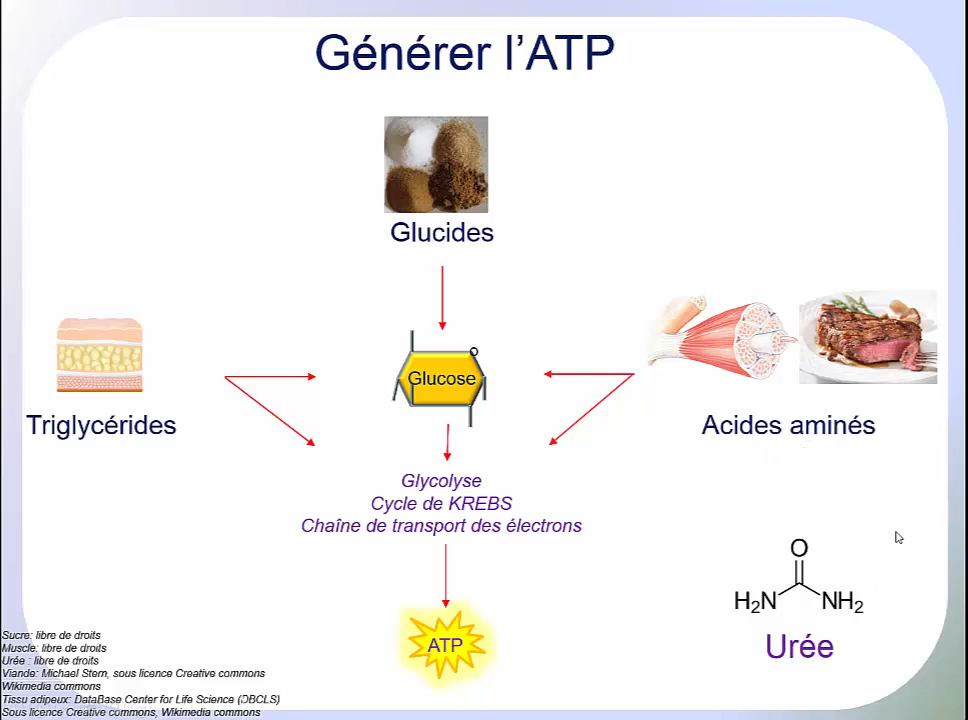 Générer l’ATP
Glucides
Glucose
O
Triglycérides
Acides aminés
Glycolyse
Cycle de KREBS
Chaîne de transport des électrons
ATP
O
H2N NH2
Urée
Sucre: libre de droits
Muscle: libre de droits
Urée : libre de droits
Viande: Michael Stern, sous licence Creative commons
Wikimedia commons
Tissu adipeux: DataBase Center for Life Science (DBCLS)
Sous licence Creative commons, Wikimedia commons